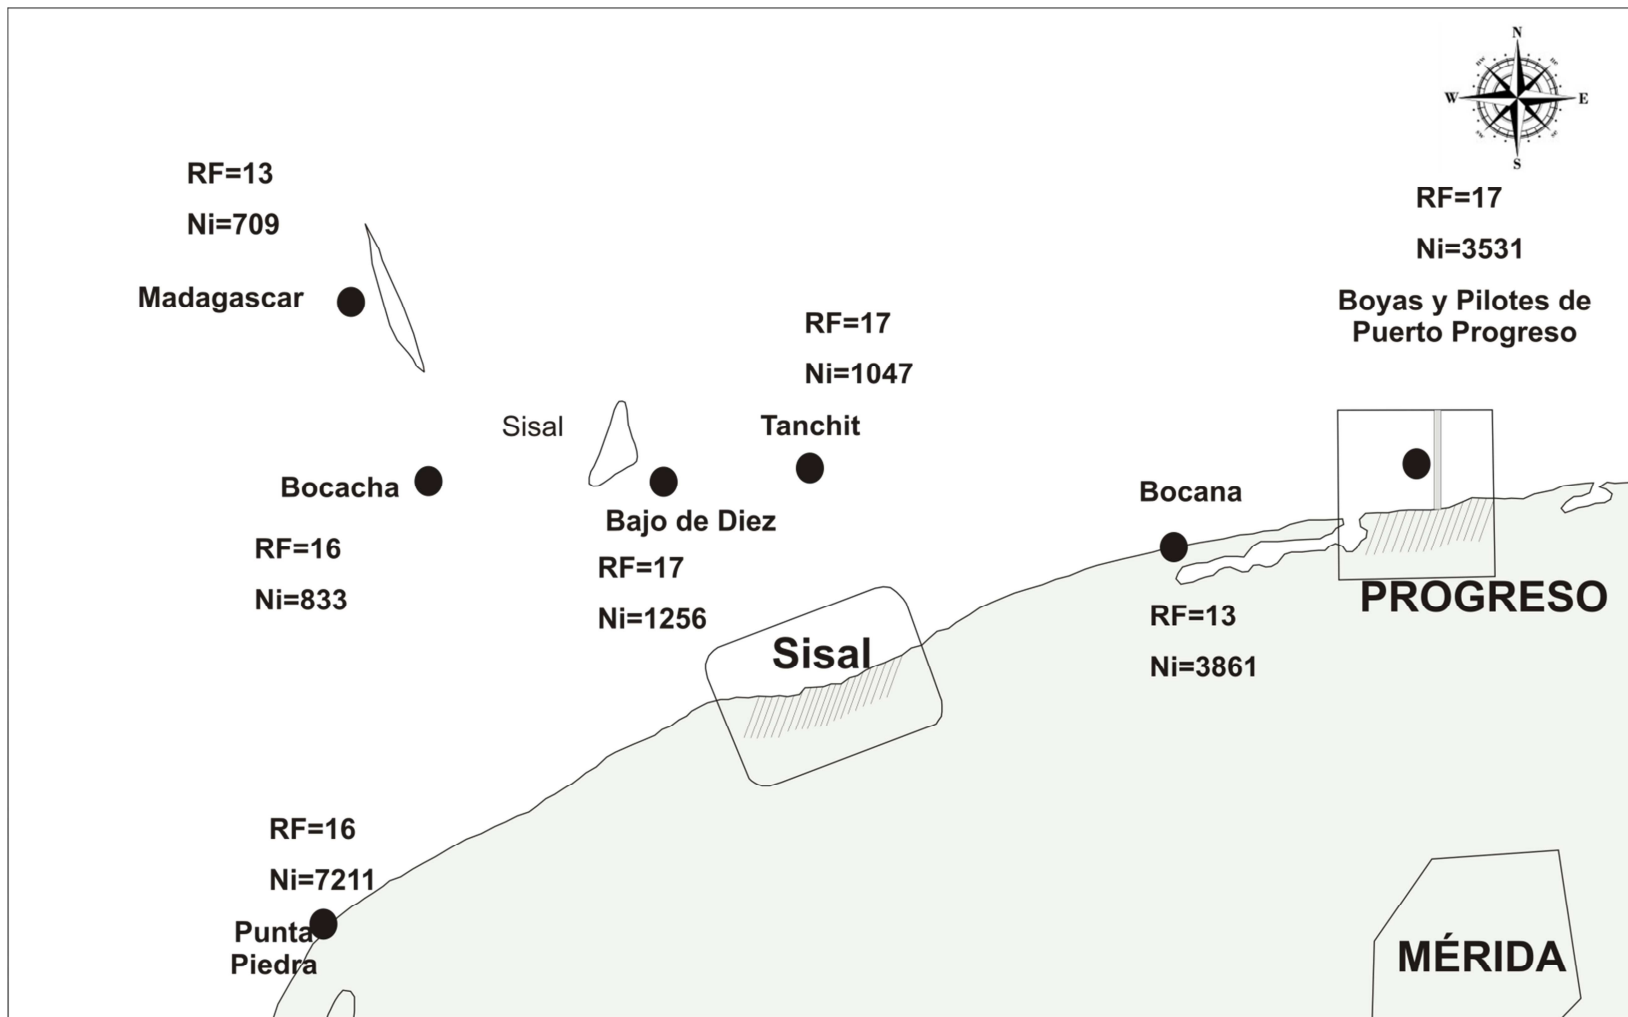 N
W
E
S
RF=13
Ni=709
Madagascar
RF=17
Ni=3531
Boyas y Pilotes de
Puerto Progreso
RF=17
Ni=1047
Tanchit
Sisal
Bocacha
RF=16
Ni=833
Bajo de Diez
RF=17
Ni=1256
Bocana
RF=13
Ni=3861
PROGRESO
Sisal
RF=16
Ni=7211
Punta
Piedra
MÉRIDA